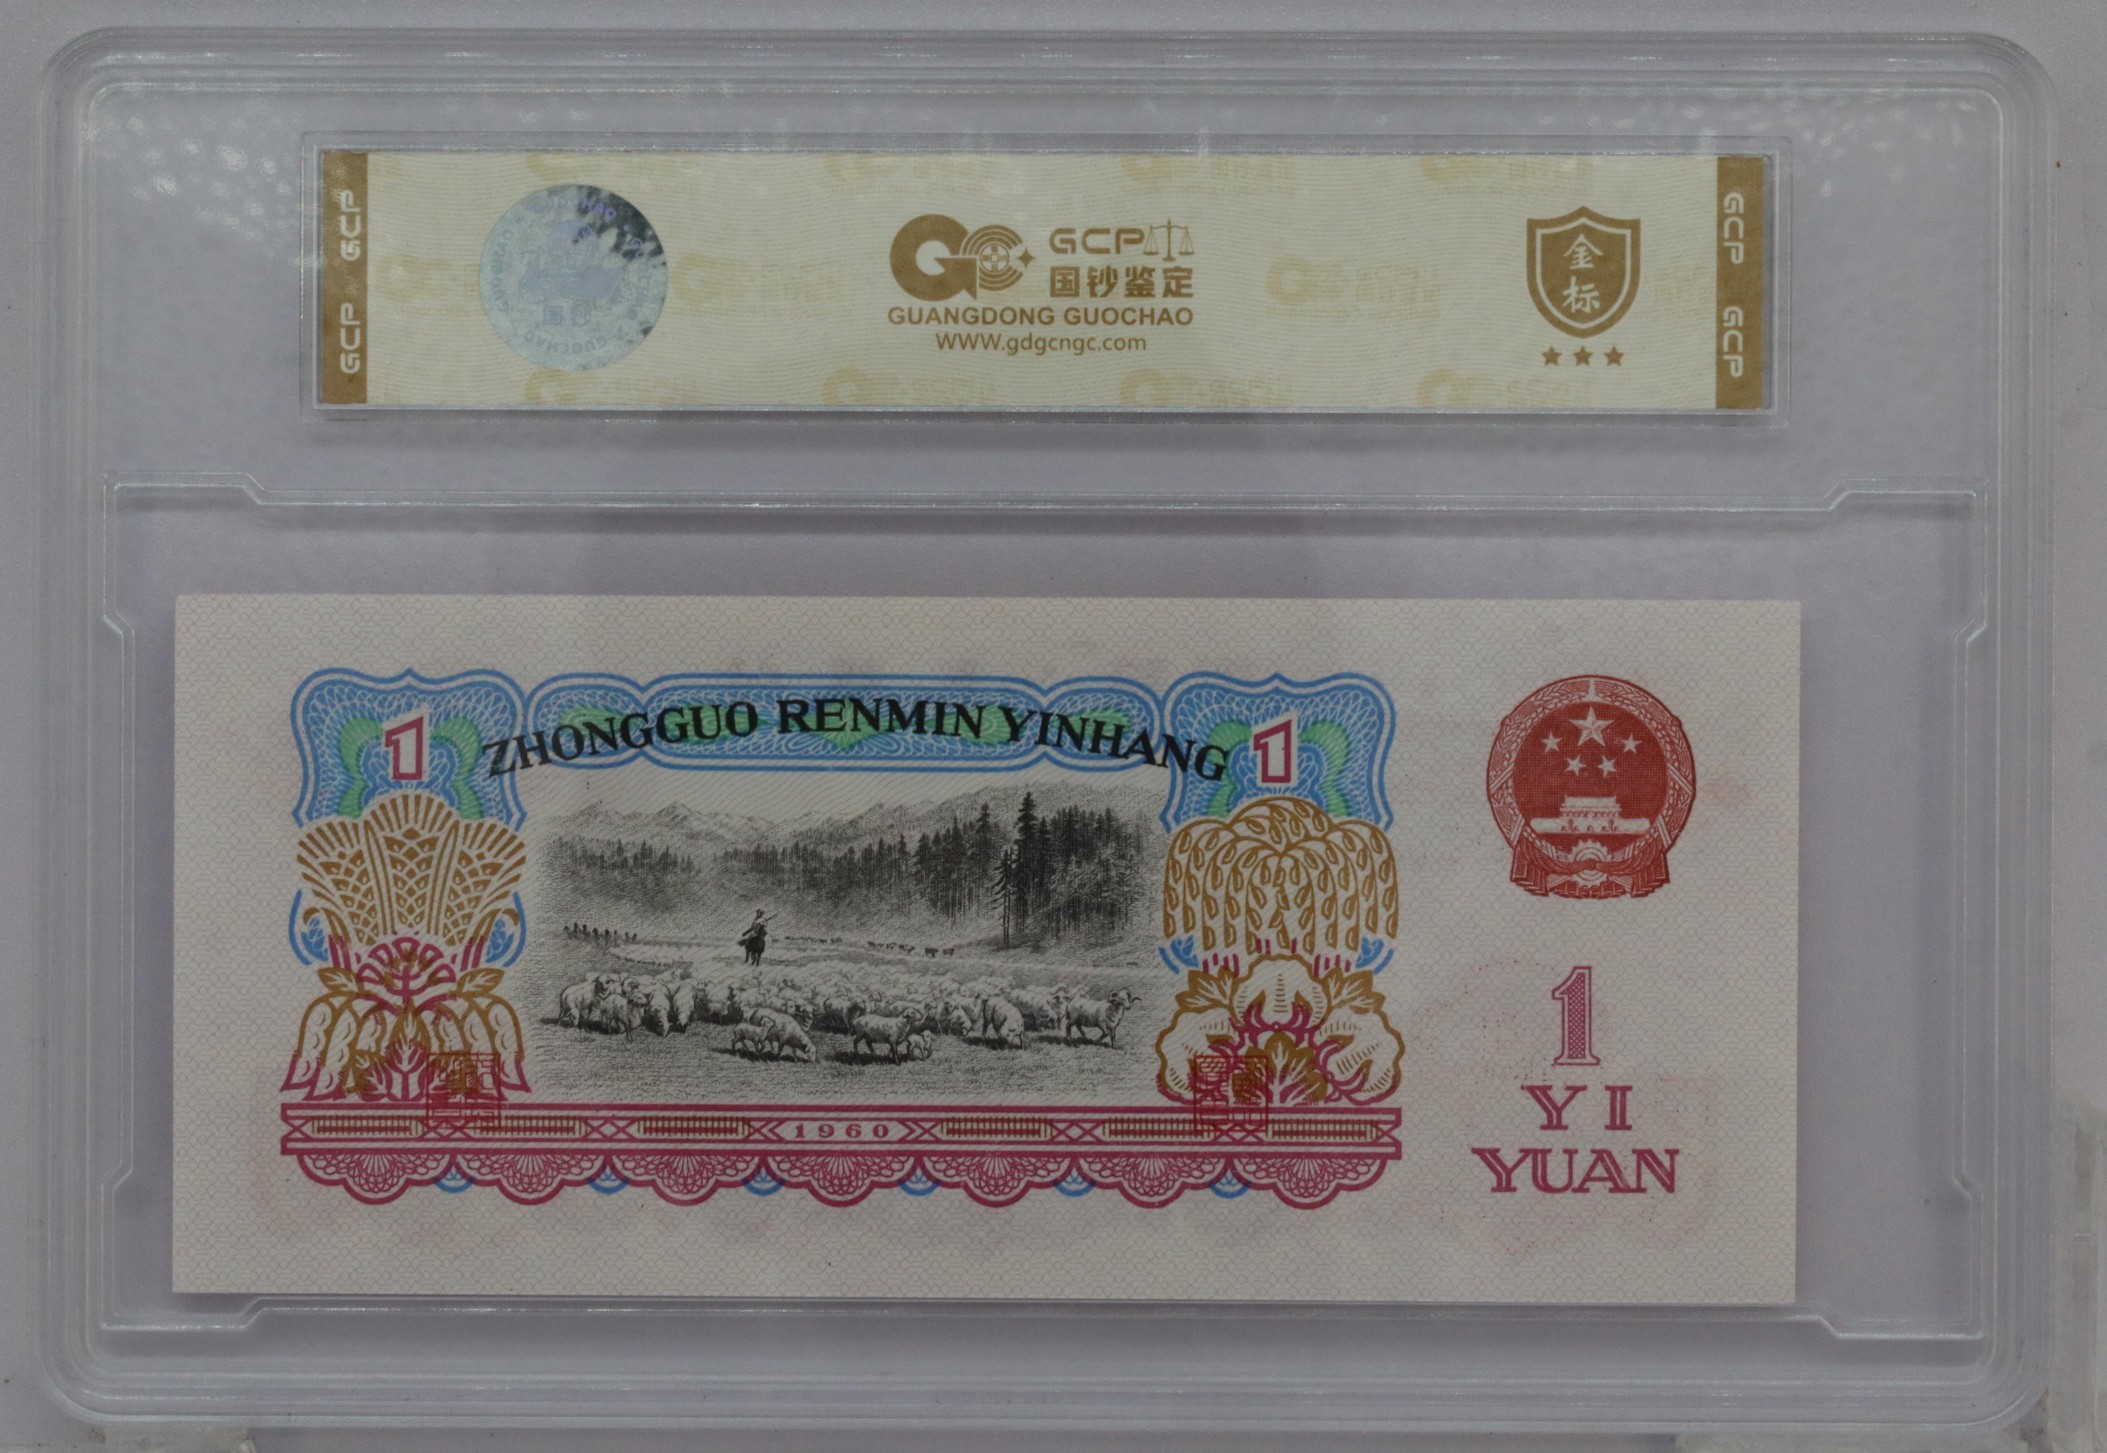 GCP GCP
GCP
国钞鉴定
GUANGDONG GUOCHAO
WWW.gdgcngc.com
金
标
GCP GCP
1
ZHONGGUO RENMIN YINHANG
1
1960
1
YI
YUAN